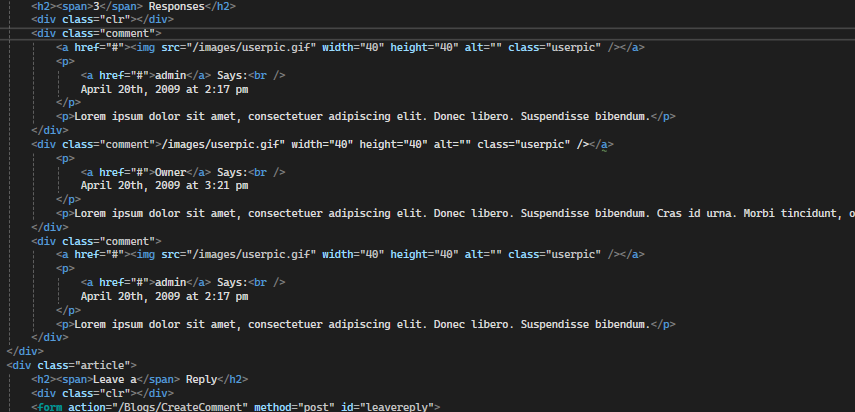 <h2><span>3</span> Responses</h2>
<div class="clr"></div>
<div class="comment">
<a href="#"><img src="/images/userpic.gif" width="40" height="40" alt="" class="userpic" /></a>
<p>
<a href="#">admin</a> Says:<br />
April 20th, 2009 at 2:17 pm
</p>
<p>Lorem ipsum dolor sit amet, consectetuer adipiscing elit. Donec libero. Suspendisse bibendum.</p>
</div>
<div class="comment">/images/userpic.gif" width="40" height="40" alt="" class="userpic" /></a>
<p>
<a href="#">Owner</a> Says:<br />
April 20th, 2009 at 3:21 pm
</p>
<p>Lorem ipsum dolor sit amet, consectetuer adipiscing elit. Donec libero. Suspendisse bibendum. Cras id urna. Morbi tincidunt, o
</div>
<div class="comment">
<a href="#"><img src="/images/userpic.gif" width="40" height="40" alt="" class="userpic" /></a>
<p>
<a href="#">admin</a> Says:<br />
April 20th, 2009 at 2:17 pm
</p>
<p>Lorem ipsum dolor sit amet, consectetuer adipiscing elit. Donec libero. Suspendisse bibendum.</p>
</div>
</div>
<div class="article">
<h2><span>Leave a</span> Reply</h2>
<div class="clr"></div>
<form action="/Blogs/CreateComment" method="post" id="leavereply">